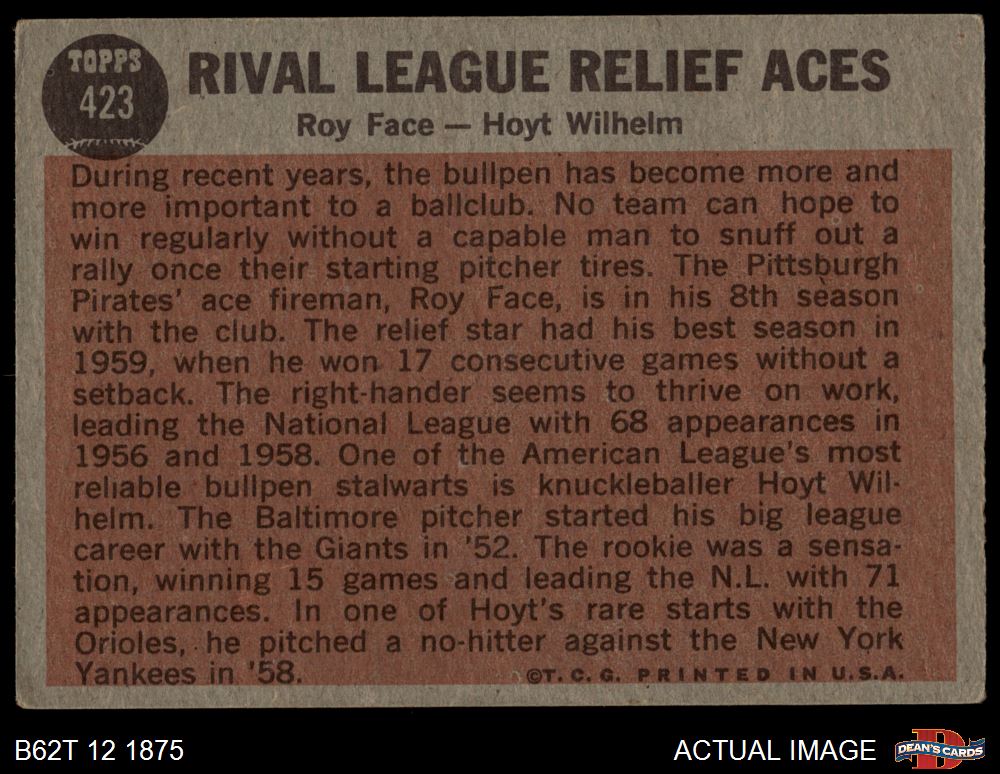 TOPPS
423
RIVAL LEAGUE RELIEF ACES
Roy Face — Hoyt Wilhelm
During recent years, the bullpen has become more and
more important to a ballclub. No team can hope to
win regularly without a capable man to snuff out a
rally once their starting pitcher tires. The Pittsburgh
Pirates' ace fireman, Roy Face, is in his 8th season
with the club. The relief star had his best season in
1959, when he won 17 consecutive games without a
setback. The right-hander seems to thrive on work,
leading the National League with 68 appearances in
1956 and 1958. One of the American League's most
reliable bullpen stalwarts is knuckleballer Hoyt Wil-
helm. The Baltimore pitcher started his big league
career with the Giants in '52. The rookie was a sensa-
tion, winning 15 games and leading the N.L. with 71
appearances. In one of Hoyt's rare starts with the
Orioles, he pitched a no-hitter against the New York
Yankees in '58.
©T. C. G. PRINTED IN U.S.A.
B62T 12 1875
ACTUAL IMAGE
D
DEAN'S CARDS